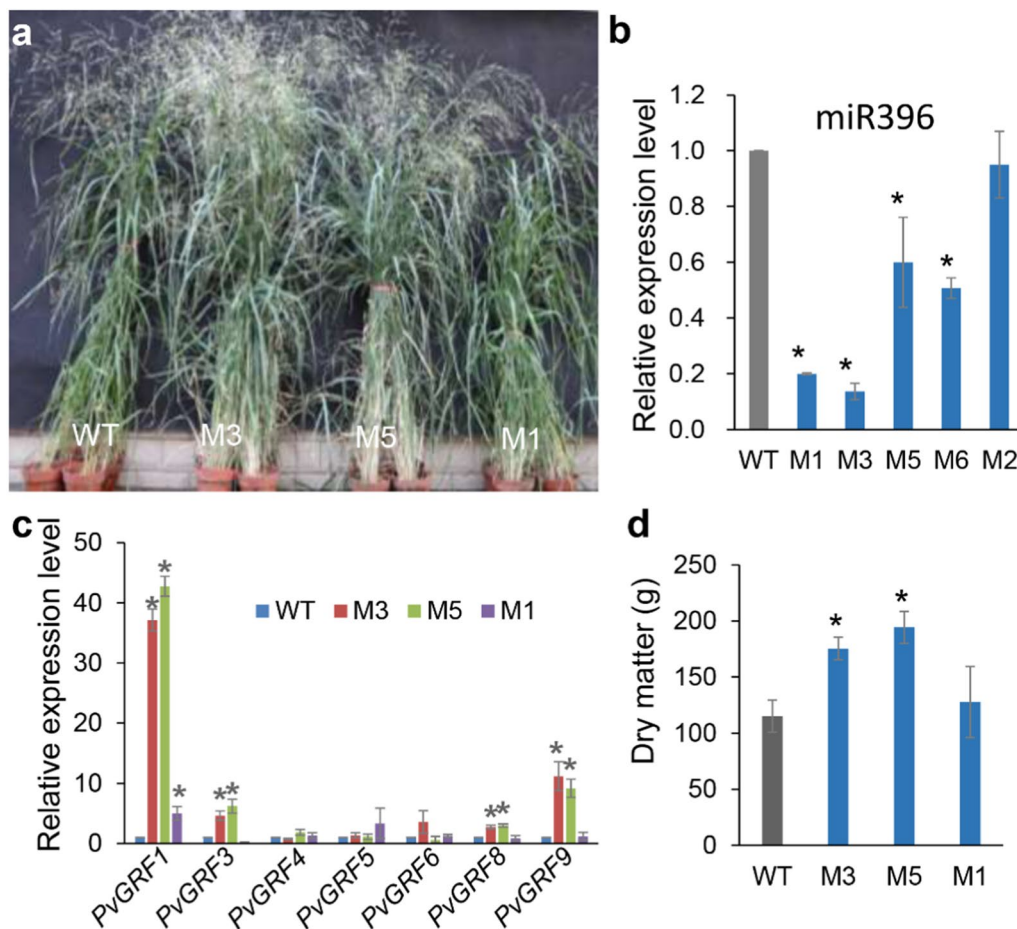 a
WT
M3
M5
M1
b
miR396
Relative expression level
1.2
1.0
0.8
0.6
0.4
0.2
0.0
*
*
*
*
WT M1 M3 M5 M6 M2
c
Relative expression level
50
40
30
20
10
0
WT M3 M5 M1
*
*
*
*
*
*
*
*
*
PvGRF1
PvGRF3
PvGRF4
PvGRF5
PvGRF6
PvGRF8
PvGRF9
d
Dry matter (g)
250
200
150
100
50
0
*
*
WT M3 M5 M1